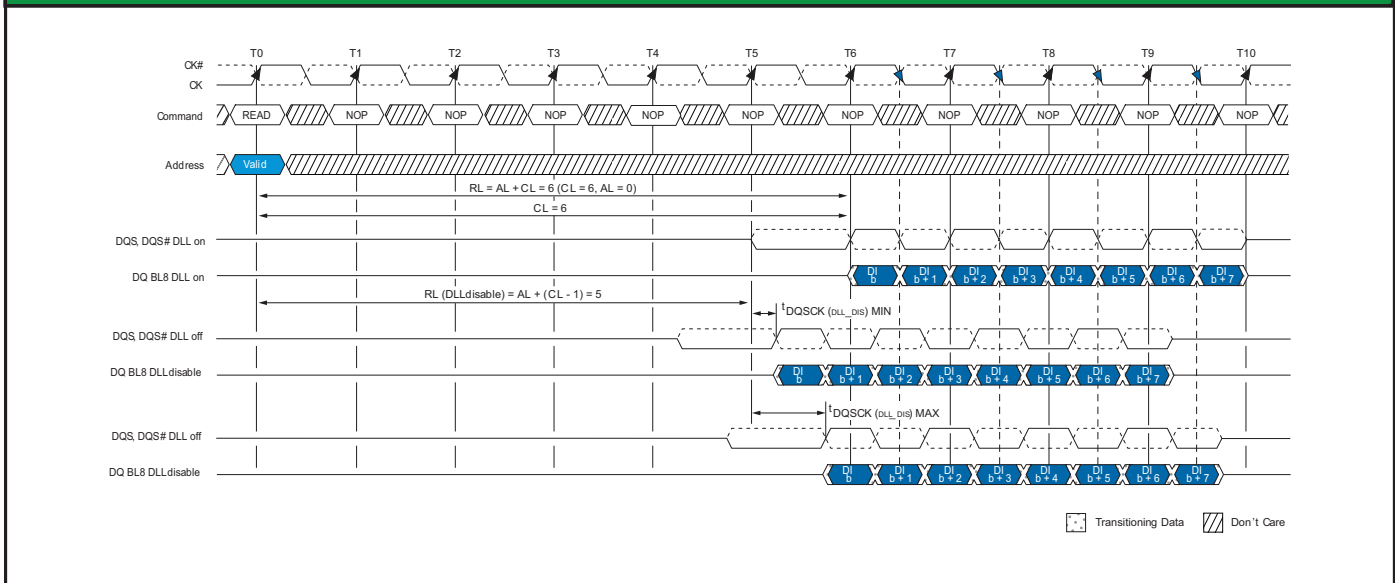 T0 T1 T2 T3 T4 T5 T6 T7 T8 T9 T10
CK#
CK
Command READ NOP NOP NOP NOP NOP NOP NOP NOP NOP NOP
Address Valid
RL = AL + CL = 6 (CL = 6, AL = 0)
CL = 6
DQS, DQS# DLL on
DQ BL8 DLL on DI b DI b + 1 DI b + 2 DI b + 3 DI b + 4 DI b + 5 DI b + 6 DI b + 7
RL (DLLdisable) = AL + (CL - 1) = 5
tDQSCK (DLL_DIS) MIN
DQS, DQS# DLL off
DQ BL8 DLLdisable DI b DI b + 1 DI b + 2 DI b + 3 DI b + 4 DI b + 5 DI b + 6 DI b + 7
tDQSCK (DLL_DIS) MAX
DQS, DQS# DLL off
DQ BL8 DLLdisable DI b DI b + 1 DI b + 2 DI b + 3 DI b + 4 DI b + 5 DI b + 6 DI b + 7
Transitioning Data Don't Care